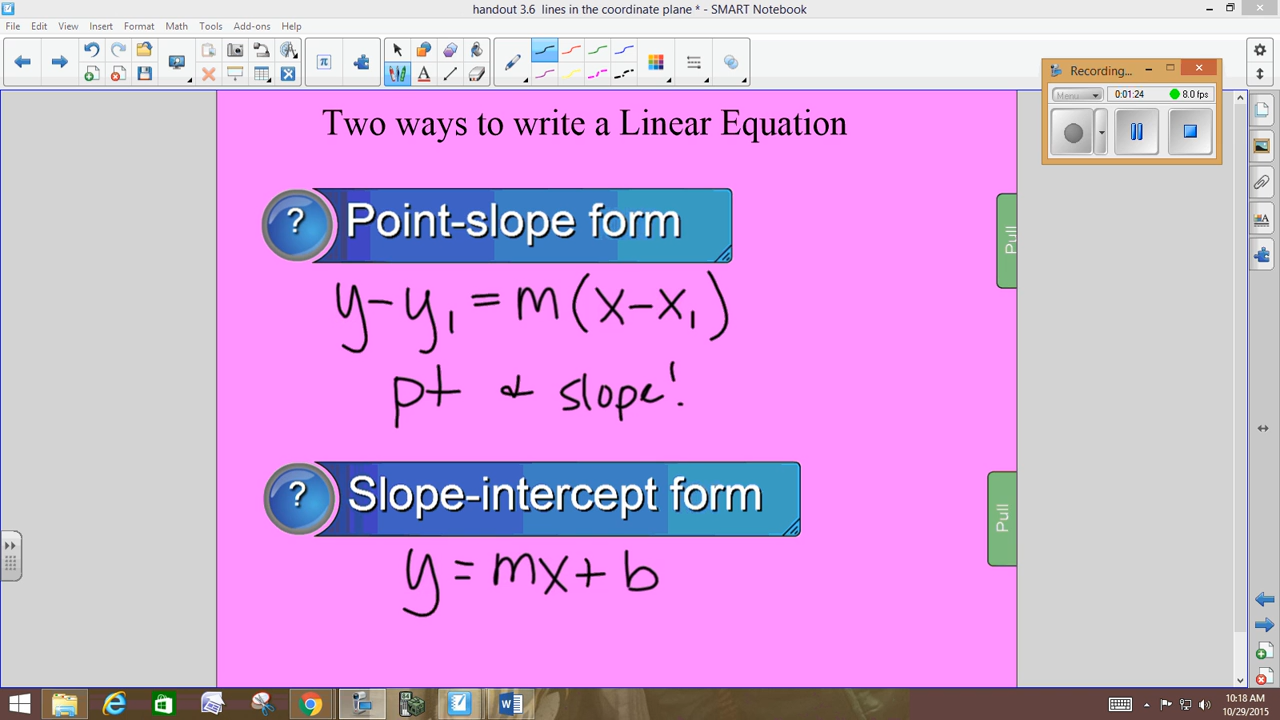 handout 3.6 lines in the coordinate plane * - SMART Notebook
File Edit View Insert Format Math Tools Add-ons Help
Recording...
Menu 0:01:24 8.0 fps
Two ways to write a Linear Equation
? Point-slope form
Pull
y-y₁=m(x-x₁)
pt & slope!
? Slope-intercept form
Pull
y=mx+b
10:18 AM
10/29/2015